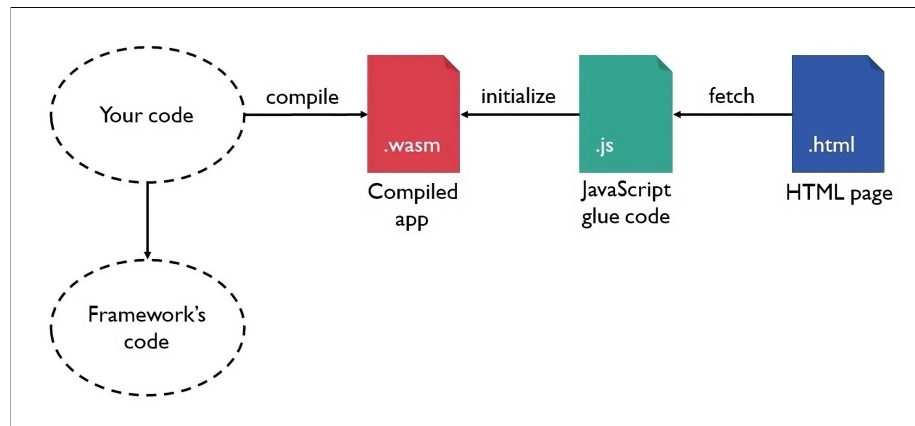 Your code
compile
.wasm
Compiled
app
initialize
.js
JavaScript
glue code
fetch
.html
HTML page
Framework's
code